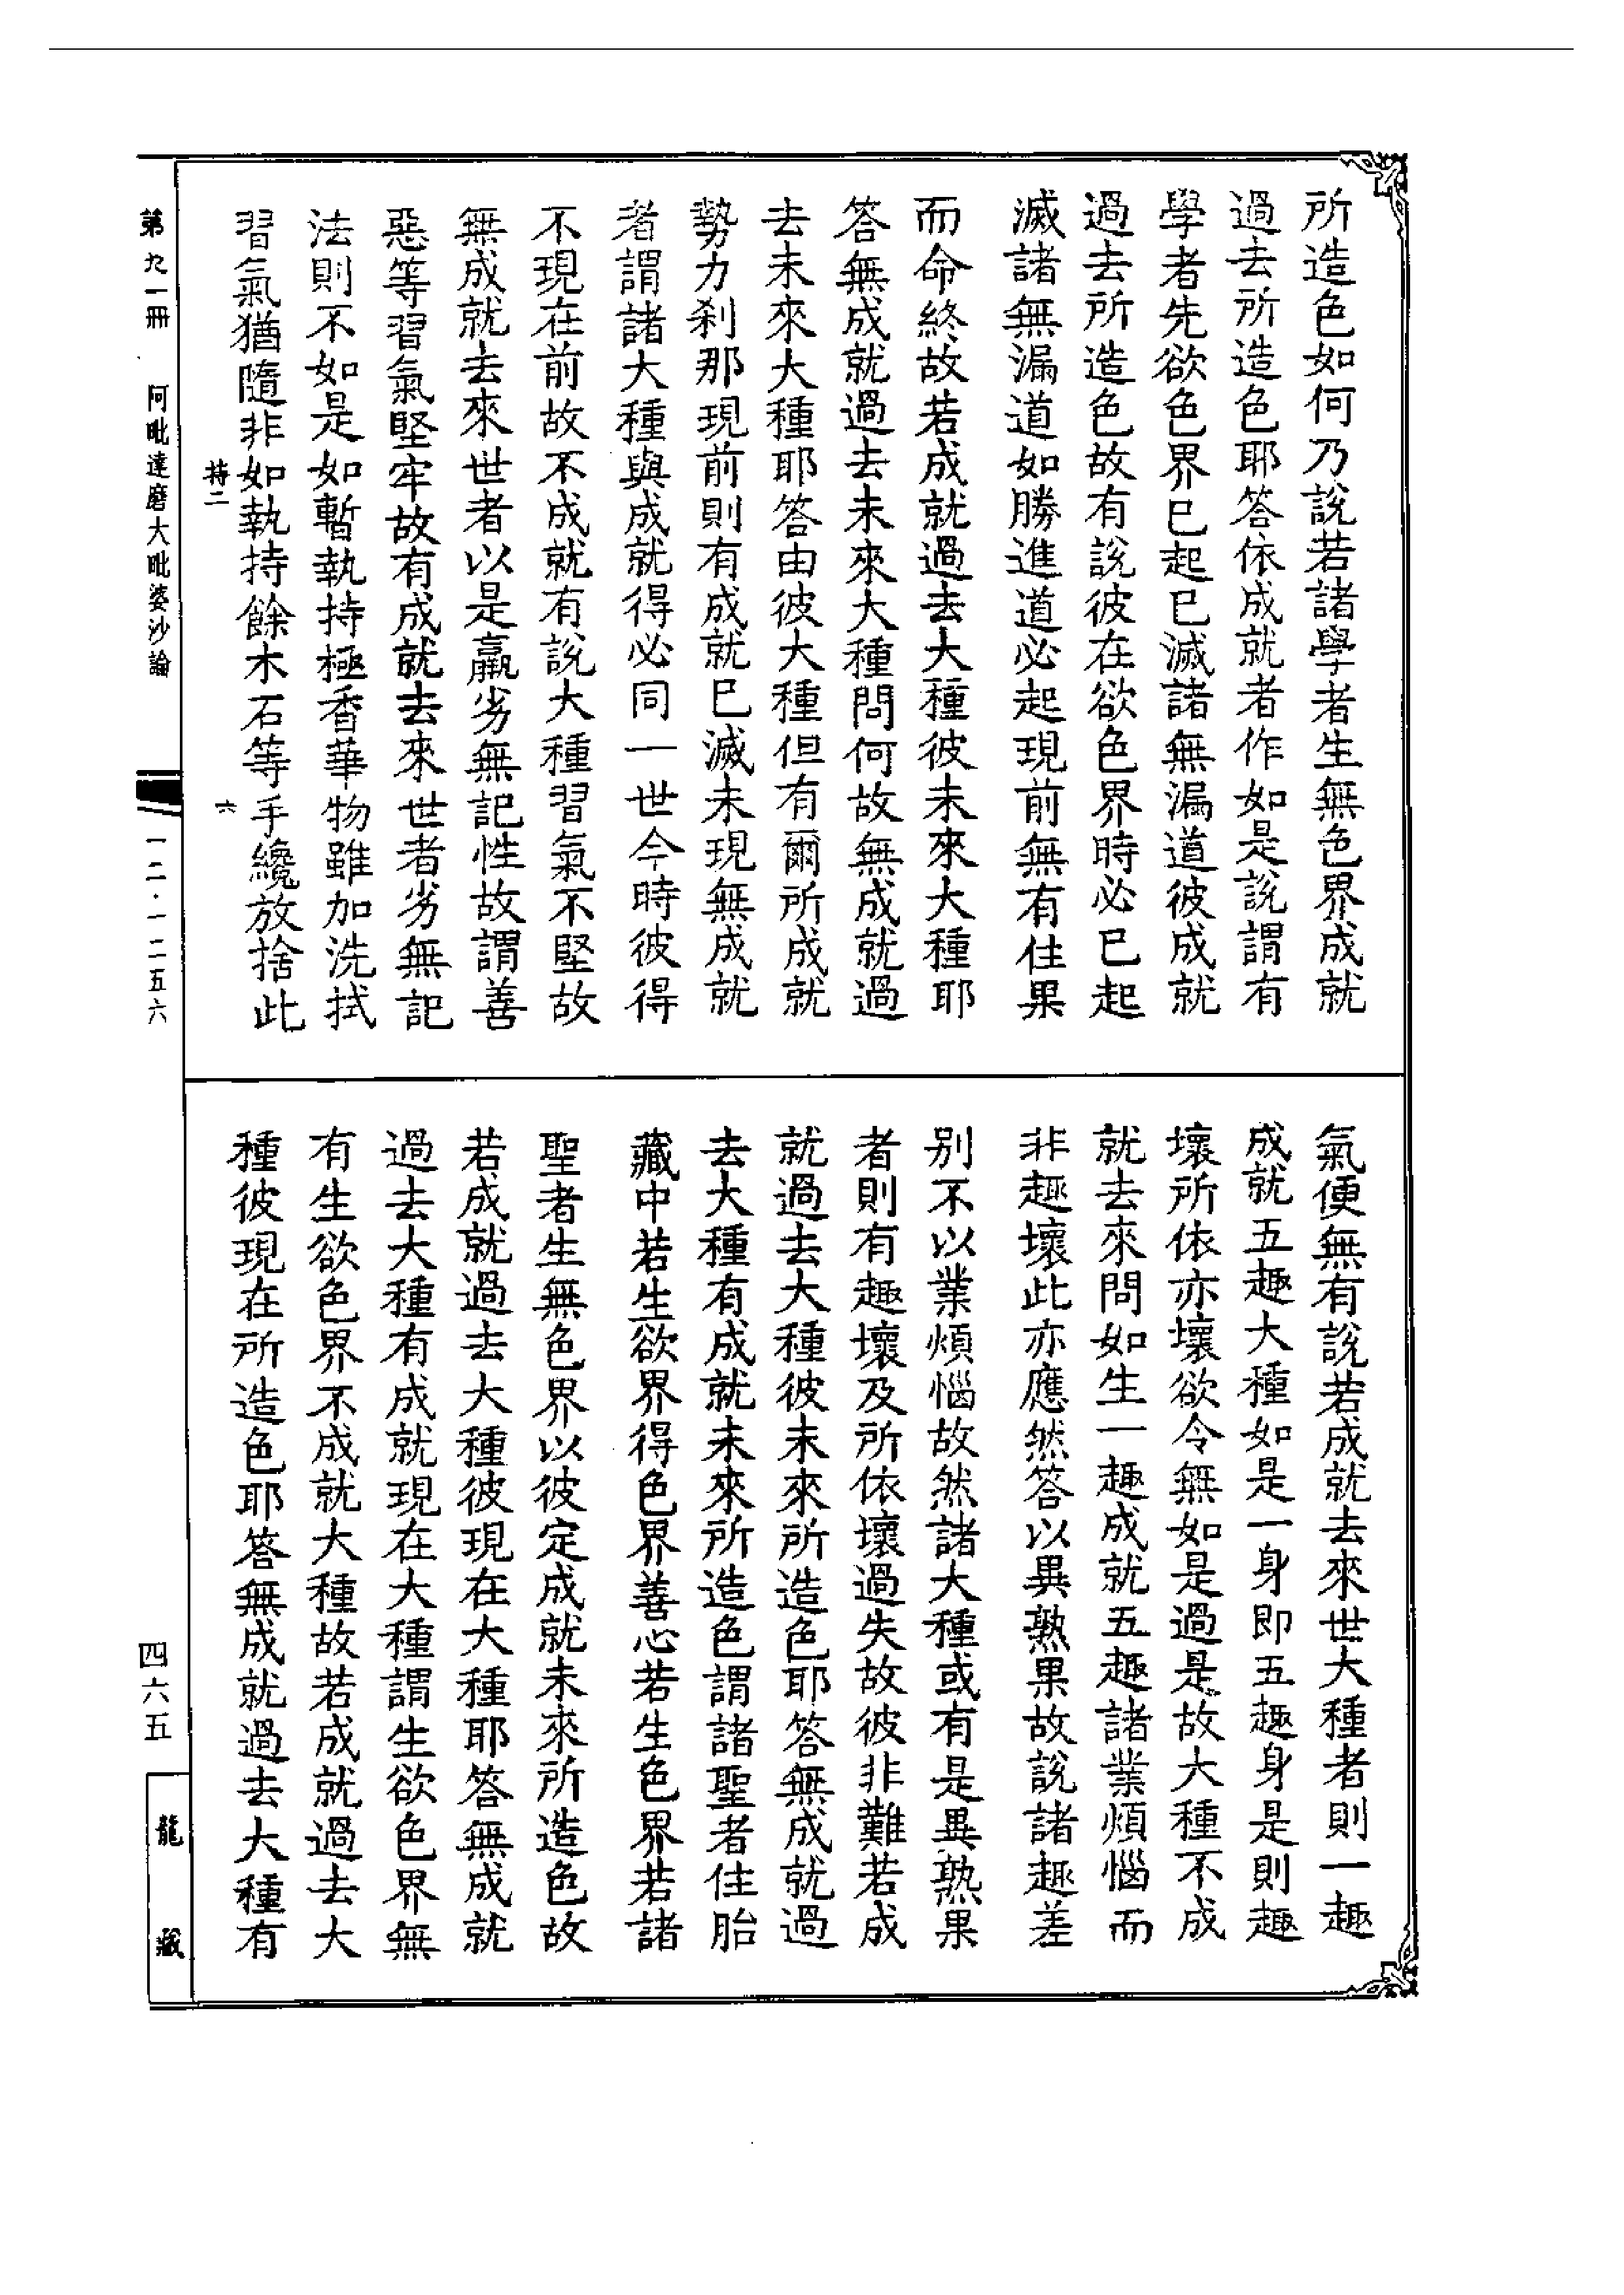 所造色如何乃說若諸學者生無色界成就
過去所造色耶答依成就者作如是說謂有
學者先欲色界已起已滅諸無漏道彼成就
過去所造色故有說彼在欲色界時必已起
滅諸無漏道如勝進道必起現前無有住果
而命終故若成就過去大種彼未來大種耶
答無成就過去未來大種問何故無成就過
去未來大種耶答由彼大種但有爾所成就
勢力剎那現前則有成就已滅未現無成就
者謂諸大種與成就得必同一世今時彼得
不現在前故不成就有說大種習氣不堅故
無成就去來世者以是羸劣無記性故謂善
惡等習氣堅牢故有成就去來世者劣無記
法則不如是如暫執持極香華物雖加洗拭
習氣猶隨非如執持餘木石等手纔放捨此
持二
六
氣便無有說若成就去來世大種者則一趣
成就五趣大種如是一身即五趣身是則趣
壞所依亦壞欲令無如是過是故大種不成
就去來問如生一趣成就五趣諸業煩惱而
非趣壞此亦應然答以異熟果故說諸趣差
別不以業煩惱故然諸大種或有是異熟果
者則有趣壞及所依壞過失故彼非難若成
就過去大種彼未來所造色耶答無成就過
去大種有成就未來所造色謂諸聖者住胎
藏中若生欲界得色界善心若生色界若諸
聖者生無色界以彼定成就未來所造色故
若成就過去大種彼現在大種耶答無成就
過去大種有成就現在大種謂生欲色界無
有生欲色界不成就大種故若成就過去大
種彼現在所造色耶答無成就過去大種有
第九一冊 阿毗達磨大毗婆沙論
一二·一二五六
四六五
龍藏